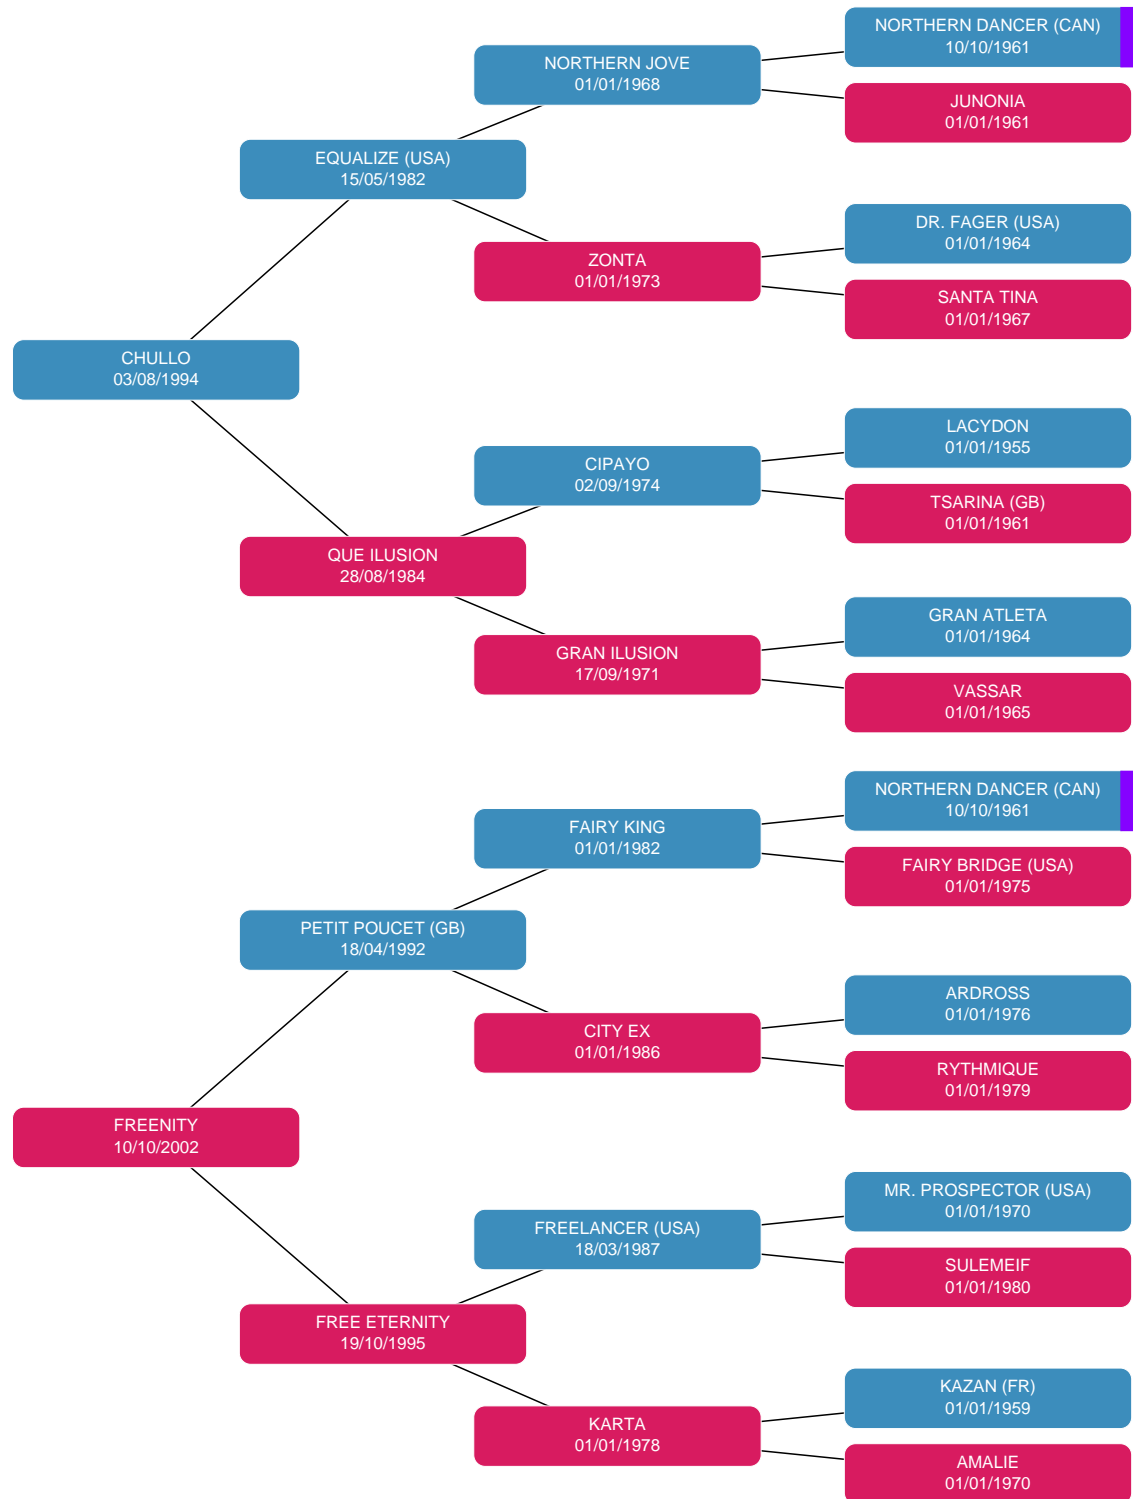 NORTHERN DANCER (CAN)
10/10/1961
NORTHERN JOVE
01/01/1968
JUNONIA
01/01/1961
EQUALIZE (USA)
15/05/1982
DR. FAGER (USA)
01/01/1964
ZONTA
01/01/1973
SANTA TINA
01/01/1967
CHULLO
03/08/1994
LACYDON
01/01/1955
CIPAYO
02/09/1974
TSARINA (GB)
01/01/1961
QUE ILUSION
28/08/1984
GRAN ATLETA
01/01/1964
GRAN ILUSION
17/09/1971
VASSAR
01/01/1965
NORTHERN DANCER (CAN)
10/10/1961
FAIRY KING
01/01/1982
FAIRY BRIDGE (USA)
01/01/1975
PETIT POUCET (GB)
18/04/1992
ARDROSS
01/01/1976
CITY EX
01/01/1986
RYTHMIQUE
01/01/1979
FREENITY
10/10/2002
MR. PROSPECTOR (USA)
01/01/1970
FREELANCER (USA)
18/03/1987
SULEMEIF
01/01/1980
FREE ETERNITY
19/10/1995
KAZAN (FR)
01/01/1959
KARTA
01/01/1978
AMALIE
01/01/1970